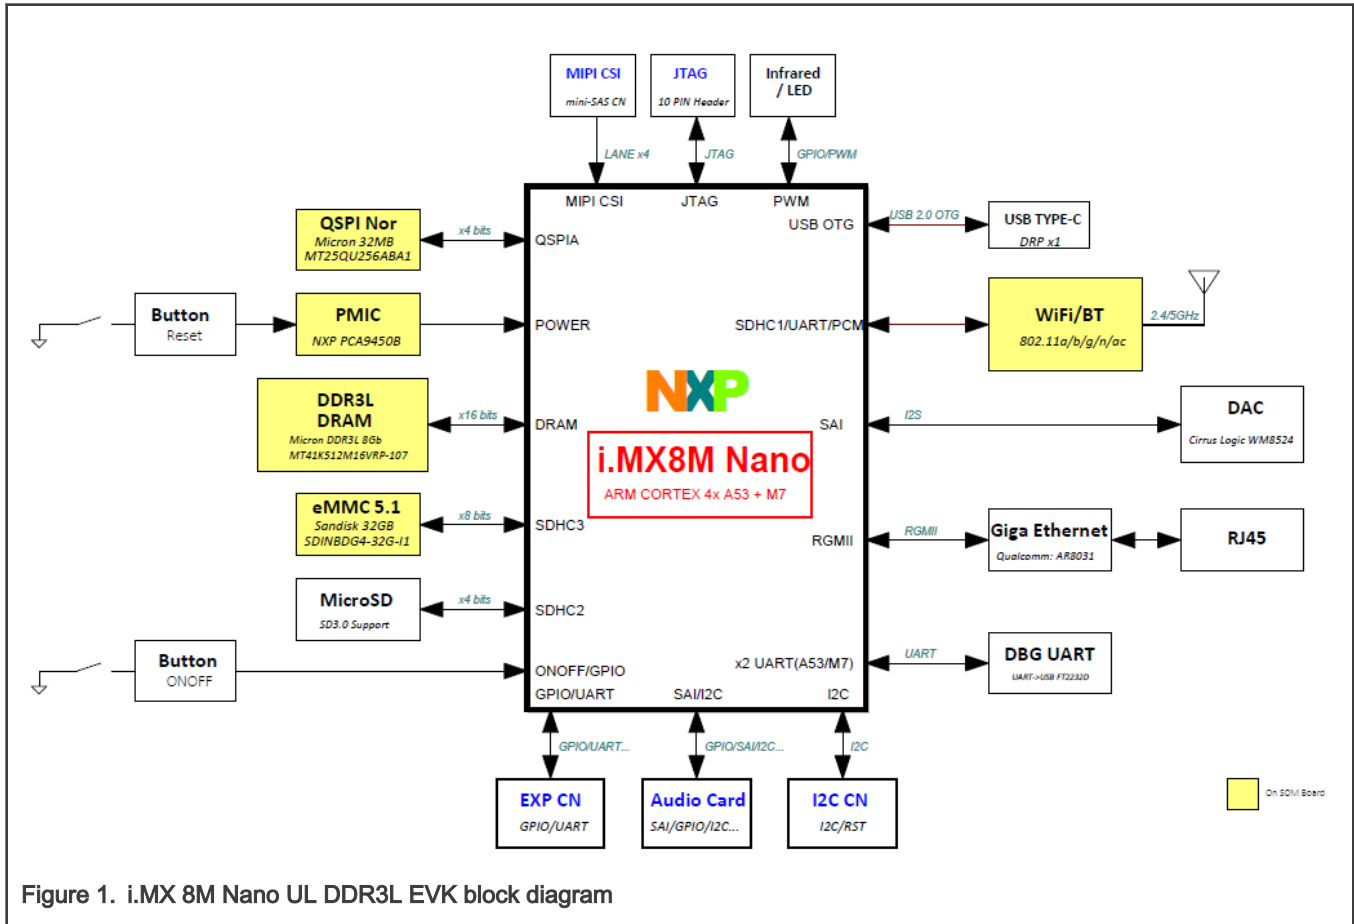 MIPI CSI
mini-SAS CN
JTAG
10 PIN Header
Infrared
/ LED
LANE x4
JTAG
GPIO/PWM
MIPI CSI
JTAG
PWM
QSPI Nor
Micron 32MB
MT25QU256ABA1
x4 bits
QSPIA
USB OTG
USB 2.0 OTG
USB TYPE-C
DRP x1
Button
Reset
PMIC
NXP PCA9450B
POWER
SDHC1/UART/PCM
WiFi/BT
802.11a/b/g/n/ac
2.4/5GHz
NXP
DDR3L
DRAM
Micron DDR3L 8Gb
MT41K512M16VRP-107
x16 bits
DRAM
SAI
I2S
DAC
Cirrus Logic WM8524
i.MX8M Nano
ARM CORTEX 4x A53 + M7
eMMC 5.1
Sandisk 32GB
SDINBDG4-32G-I1
x8 bits
SDHC3
RGMII
RGMII
Giga Ethernet
Qualcomm: AR8031
RJ45
MicroSD
SD3.0 Support
x4 bits
SDHC2
Button
ONOFF
ONOFF/GPIO
x2 UART(A53/M7)
UART
DBG UART
UART->USB FT2232D
GPIO/UART
SAI/I2C
I2C
GPIO/UART...
GPIO/SAI/I2C...
I2C
EXP CN
GPIO/UART
Audio Card
SAI/GPIO/I2C...
I2C CN
I2C/RST
On SOM Board
Figure 1. i.MX 8M Nano UL DDR3L EVK block diagram